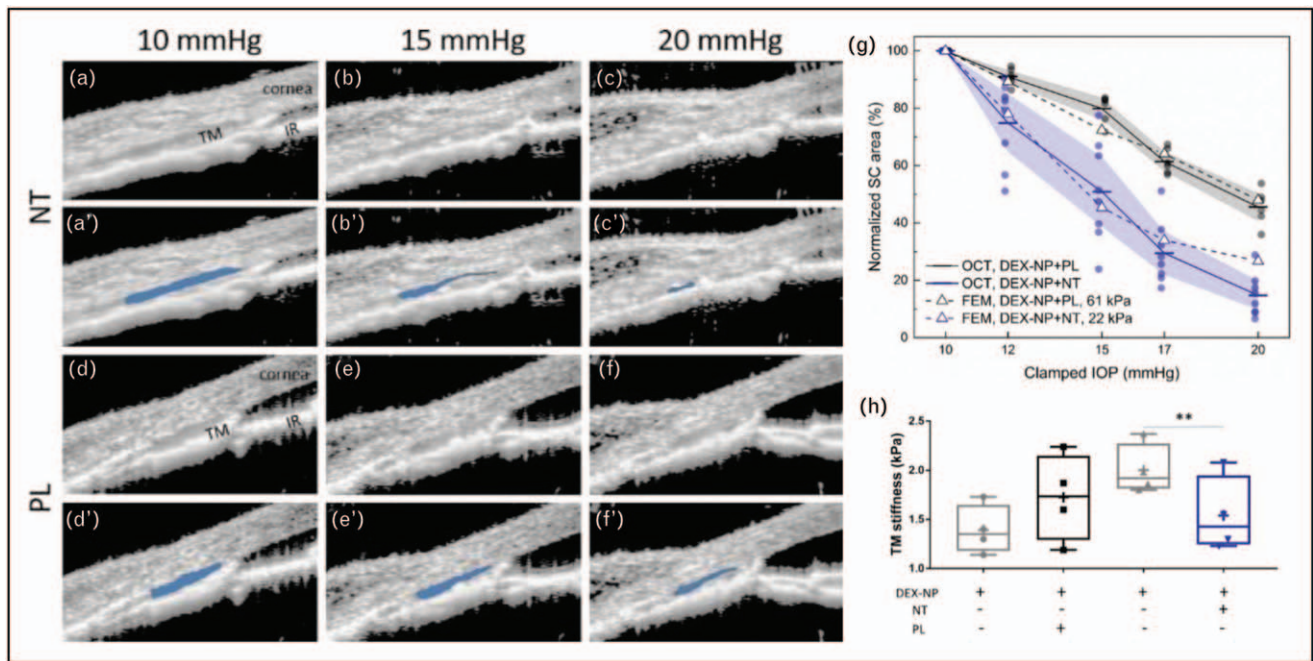 10 mmHg 15 mmHg 20 mmHg
NT
(a) cornea TM IR
(b)
(c)
(a')
(b')
(c')
PL
(d) cornea TM IR
(e)
(f)
(d')
(e')
(f')
(g)
Normalized SC area (%)
100
80
60
40
20
0
OCT, DEX-NP+PL
OCT, DEX-NP+NT
FEM, DEX-NP+PL, 61 kPa
FEM, DEX-NP+NT, 22 kPa
10 12 15 17 20
Clamped IOP (mmHg)
(h)
TM stiffness (kPa)
2.5
2.0
1.5
1.0
**
DEX-NP + + + +
NT - - - +
PL - + - -